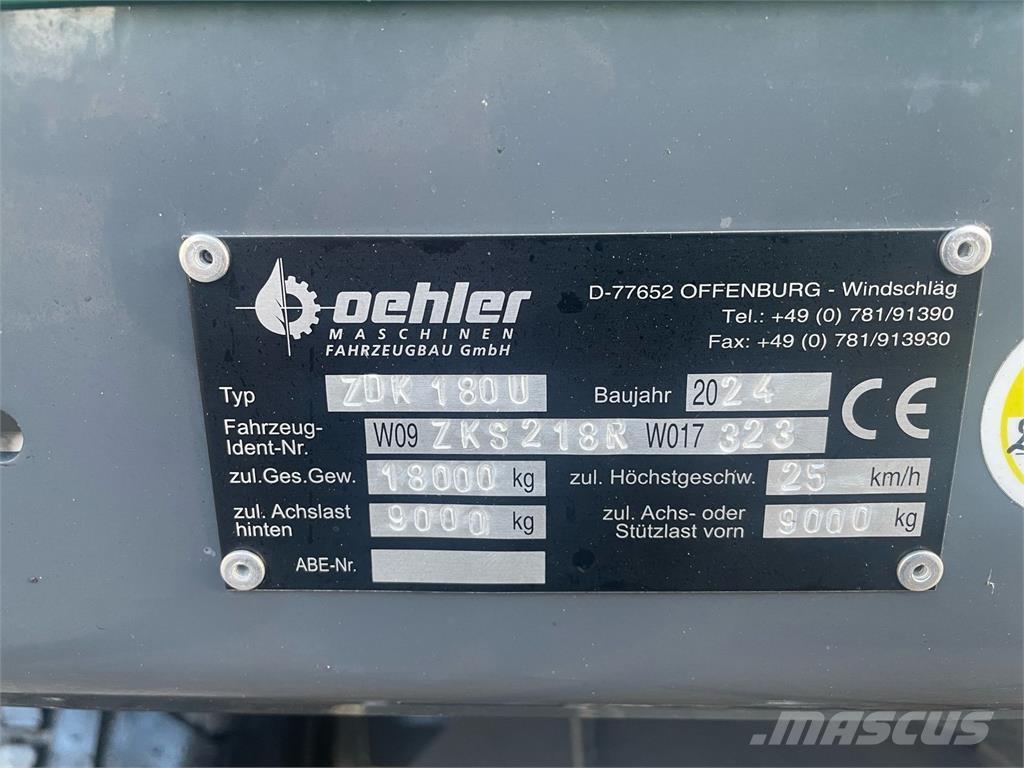 oehler
MASCHINEN
FAHRZEUGBAU GmbH
D-77652 OFFENBURG - Windschläg
Tel.: +49 (0) 781/91390
Fax: +49 (0) 781/913930
Typ ZDK 180U Baujahr 2024
CE
Fahrzeug-
Ident-Nr. W09 ZKS218R W017 323
zul.Ges.Gew. 18000 kg zul. Höchstgeschw. 25 km/h
zul. Achslast
hinten 9000 kg
zul. Achs- oder
Stützlast vorn 9000 kg
ABE-Nr.
MASCUS